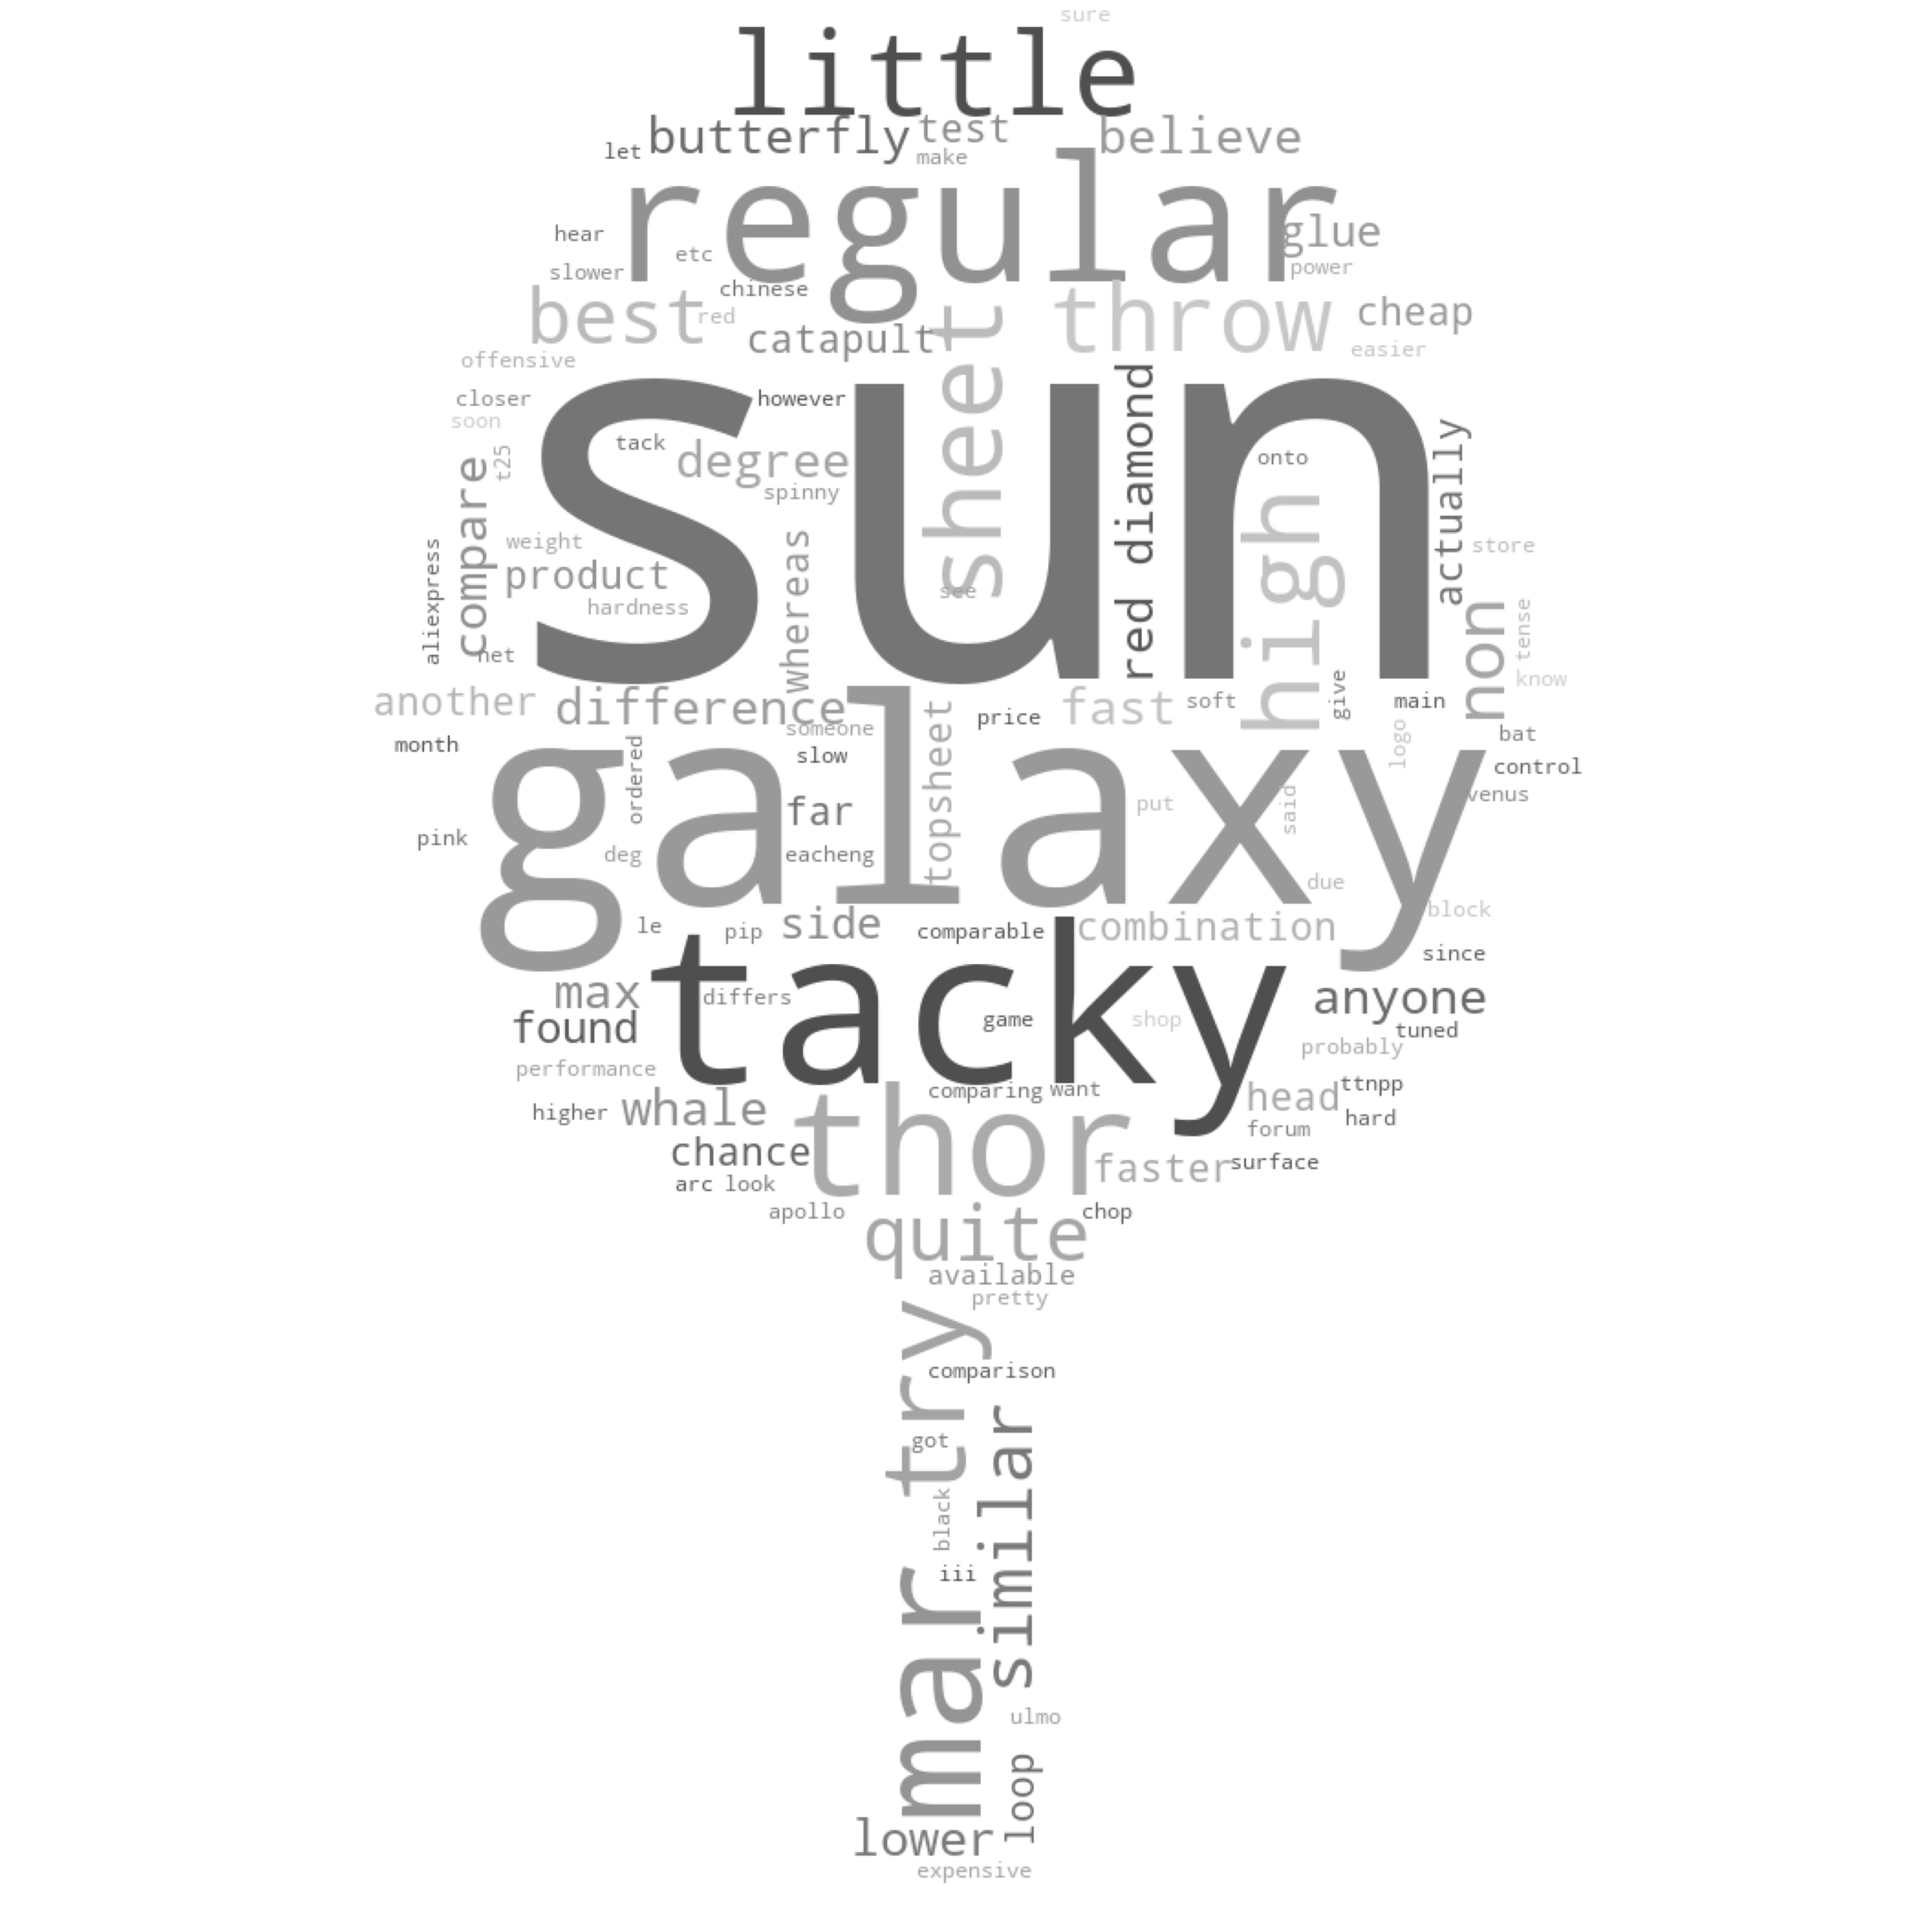 sure
little
butterfly test believe
let make
regular
hear glue
etc
slower power
chinese
best red throw cheap
catapult sheet
offensive easier
closer however
soon
sun
tack degree onto
t25 spinny
compare red diamond high actually
weight whereas store
product see
aliexpress hardness
net non tense
know
another difference fast soft give main
price
someone logo bat
month slow
galaxy
ordered topsheet control
venus
far put said
pink
deg eacheng
due
block
le pip side comparable combination
since
tacky
max differs anyone
found game shop tuned
probably
performance
comparing want ttnpp
higher whale head hard
thor forum
chance faster surface
arc look
apollo chop
quite
available
pretty
try
comparison
got similar
black
iii
mar
ulmo
loop
lower
expensive